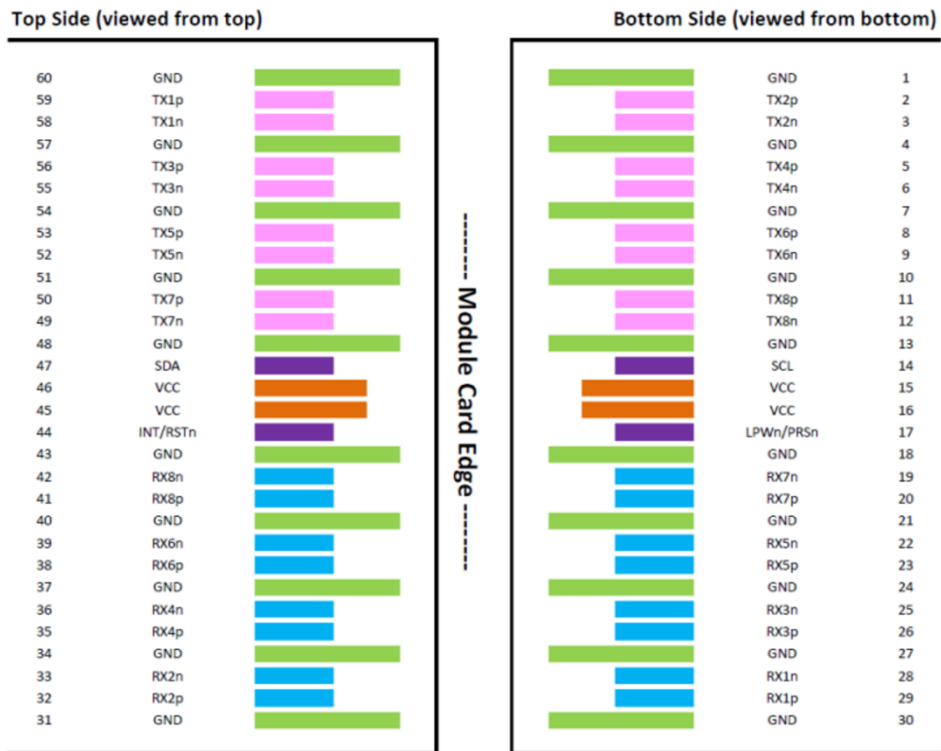 Top Side (viewed from top)
Bottom Side (viewed from bottom)
60 GND
59 TX1p
58 TX1n
57 GND
56 TX3p
55 TX3n
54 GND
53 TX5p
52 TX5n
51 GND
50 TX7p
49 TX7n
48 GND
47 SDA
46 VCC
45 VCC
44 INT/RSTn
43 GND
42 RX8n
41 RX8p
40 GND
39 RX6n
38 RX6p
37 GND
36 RX4n
35 RX4p
34 GND
33 RX2n
32 RX2p
31 GND
------- Module Card Edge -------
GND 1
TX2p 2
TX2n 3
GND 4
TX4p 5
TX4n 6
GND 7
TX6p 8
TX6n 9
GND 10
TX8p 11
TX8n 12
GND 13
SCL 14
VCC 15
VCC 16
LPWn/PRSn 17
GND 18
RX7n 19
RX7p 20
GND 21
RX5n 22
RX5p 23
GND 24
RX3n 25
RX3p 26
GND 27
RX1n 28
RX1p 29
GND 30